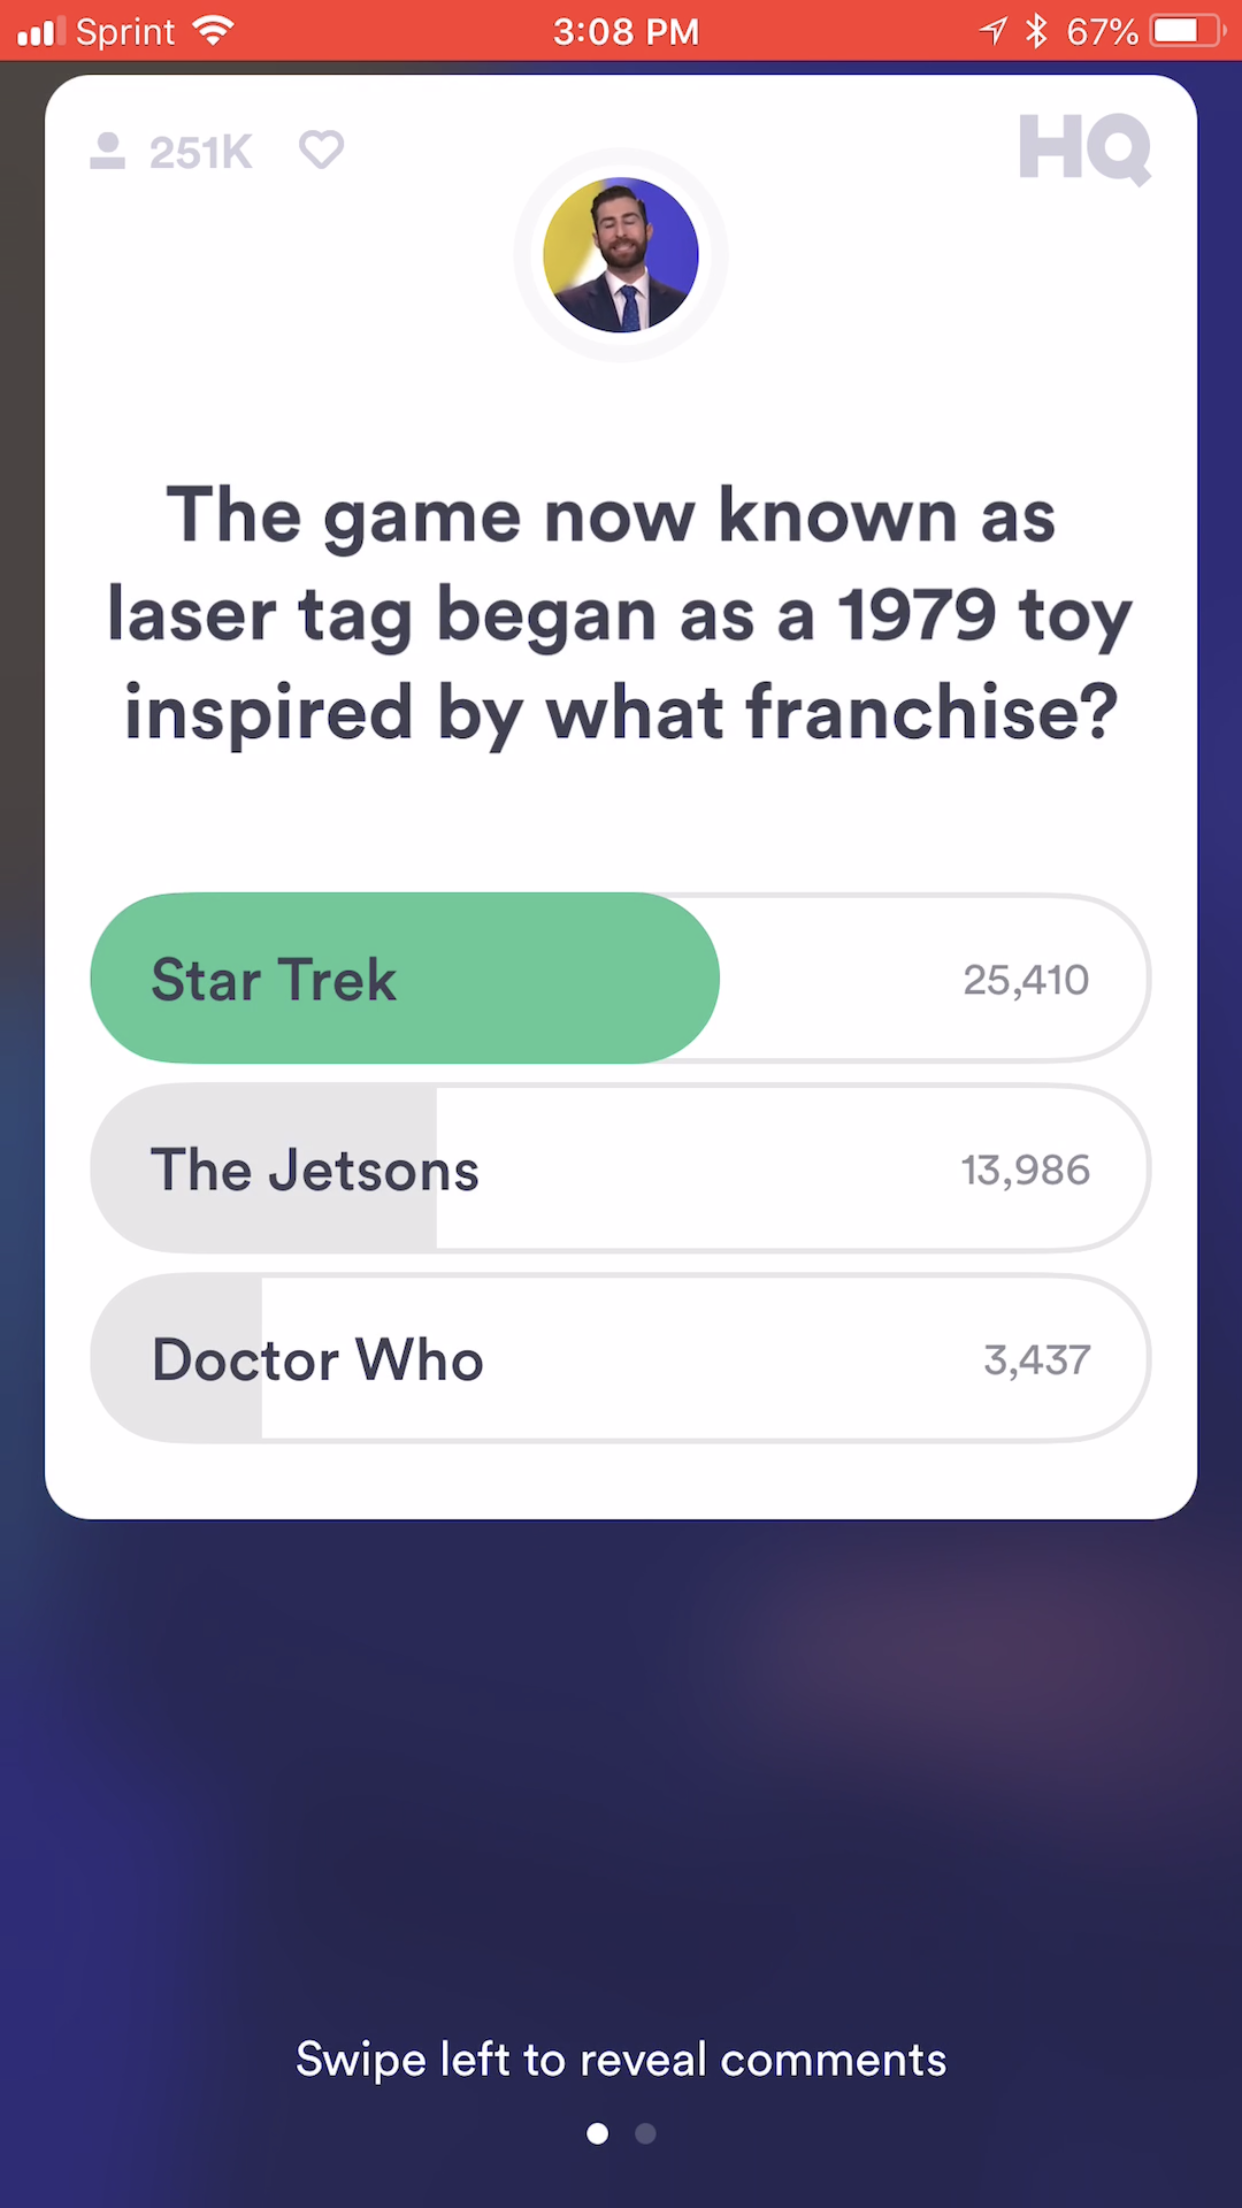 Sprint 3:08 PM 67%
251K HQ
The game now known as
laser tag began as a 1979 toy
inspired by what franchise?
Star Trek 25,410
The Jetsons 13,986
Doctor Who 3,437
Swipe left to reveal comments